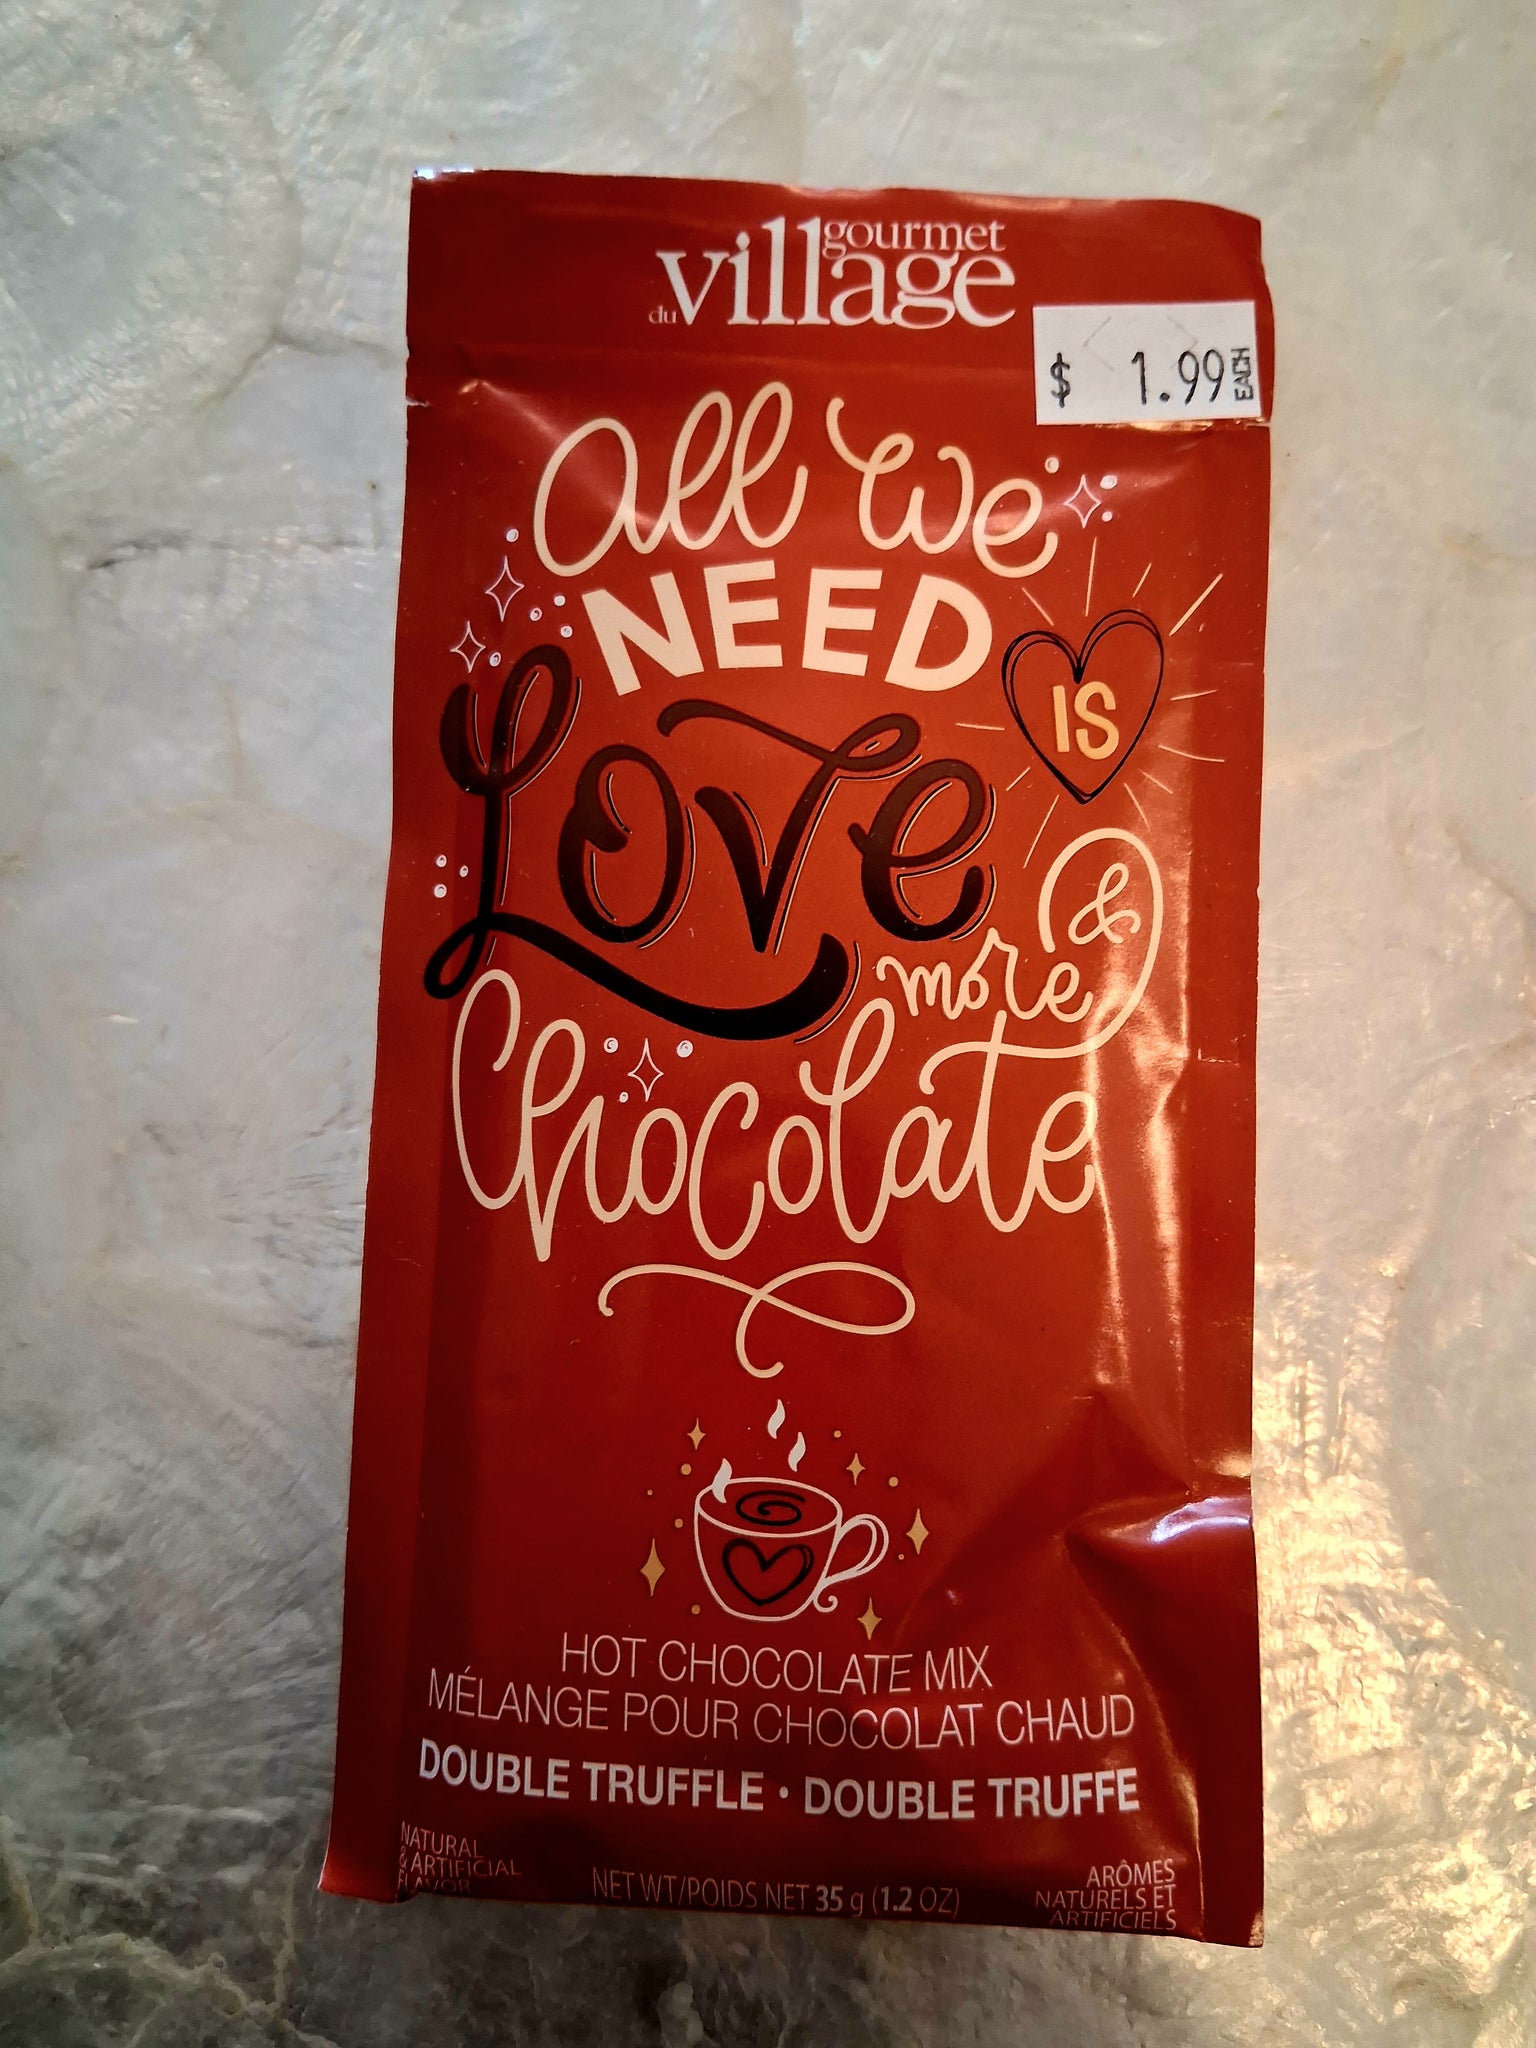 gourmet
du village
$ 1.99 EACH
All we
NEED
IS
Love
&
more
Chocolate
HOT CHOCOLATE MIX
MÉLANGE POUR CHOCOLAT CHAUD
DOUBLE TRUFFLE • DOUBLE TRUFFE
NATURAL
& ARTIFICIAL
FLAVOR
NET WT/POIDS NET 35 g (1.2 OZ)
ARÔMES
NATURELS ET
ARTIFICIELS